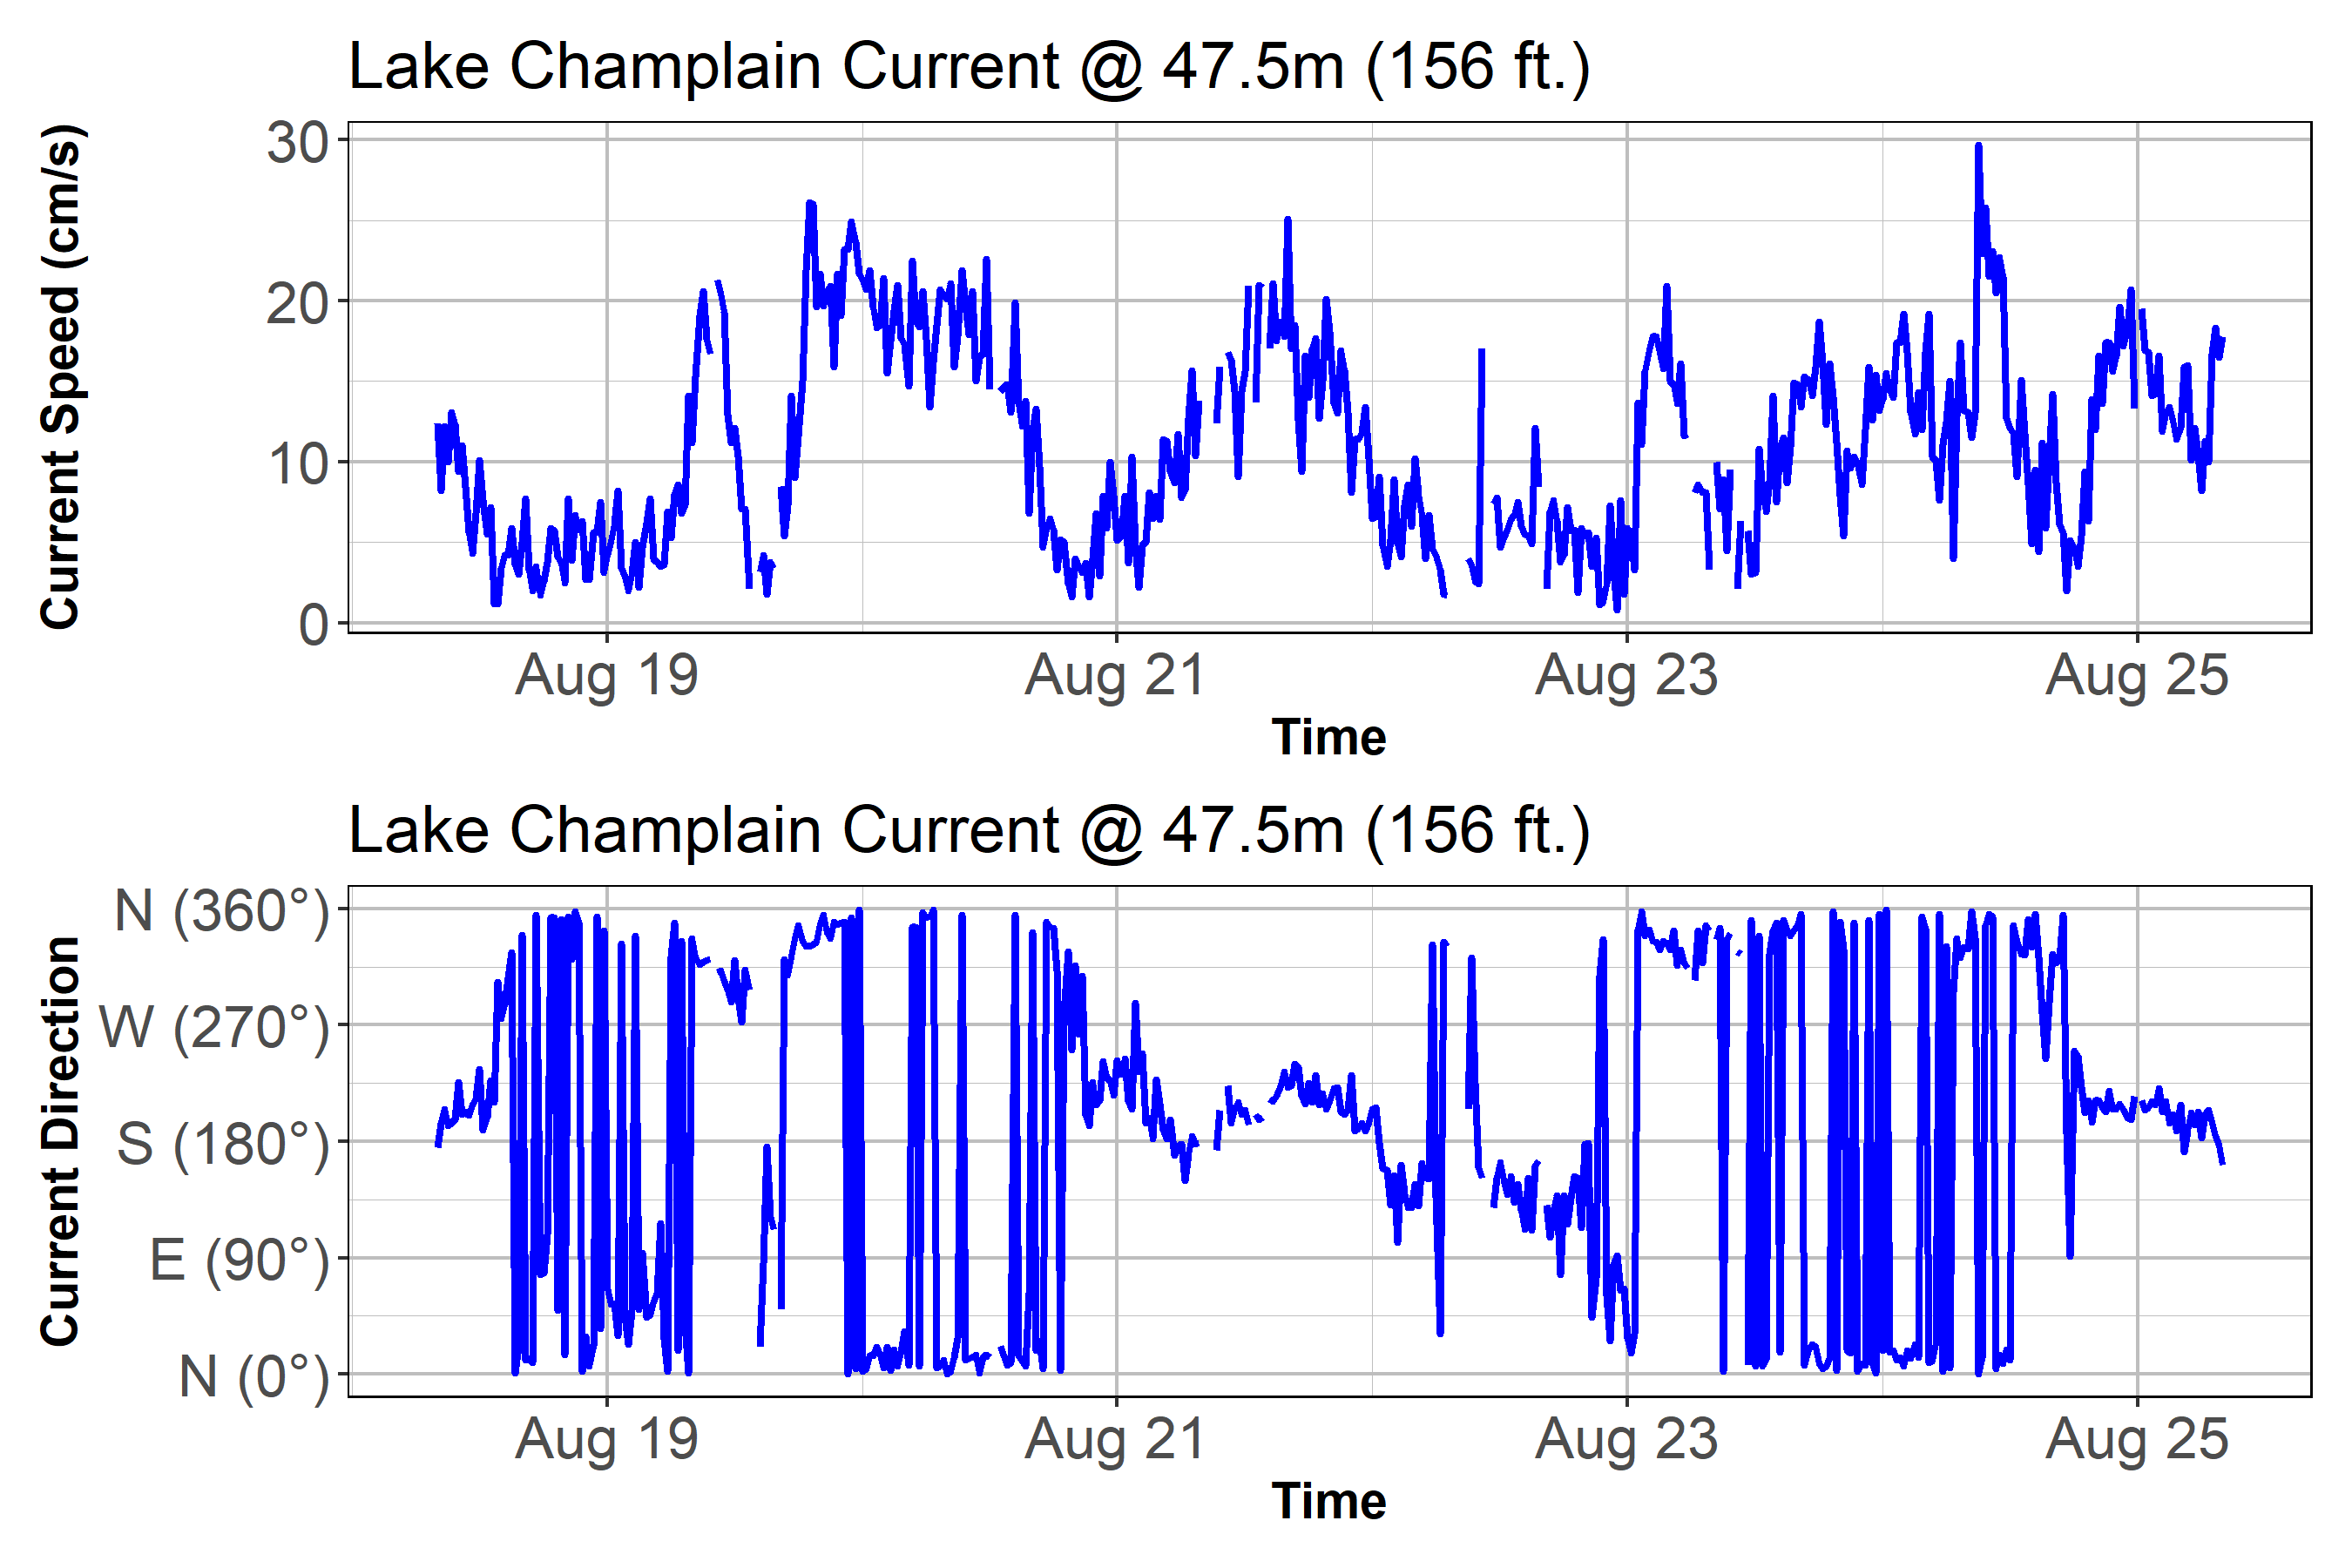 Lake Champlain Current @ 47.5m (156 ft.)
Current Speed (cm/s)
30
20
10
0
Aug 19 Aug 21 Aug 23 Aug 25
Time
Lake Champlain Current @ 47.5m (156 ft.)
Current Direction
N (360°)
W (270°)
S (180°)
E (90°)
N (0°)
Aug 19 Aug 21 Aug 23 Aug 25
Time